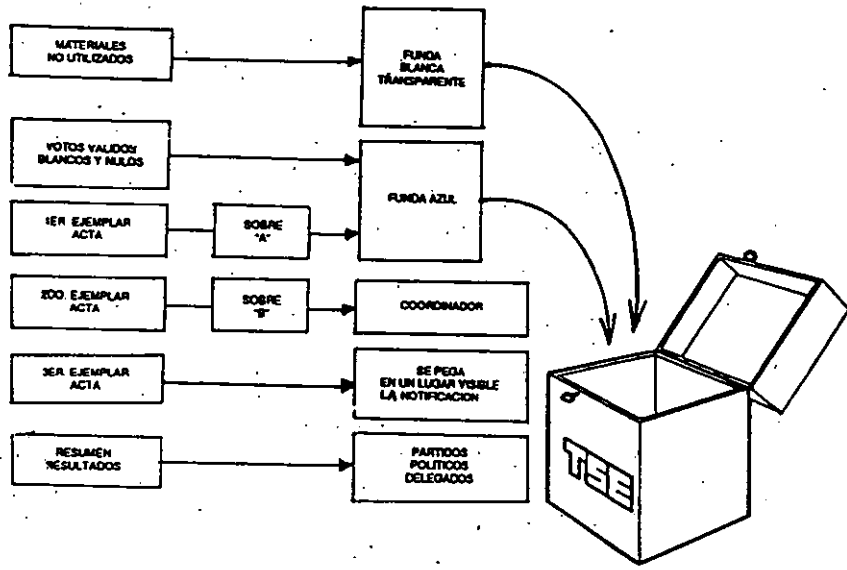 MATERIALES
NO UTILIZADOS
FUNDA
BLANCA
TRANSPARENTE
VOTOS VALIDOS
BLANCOS Y NULOS
FUNDA AZUL
1ER. EJEMPLAR
ACTA
SOBRE
"A"
2DO. EJEMPLAR
ACTA
SOBRE
"B"
COORDINADOR
3ER. EJEMPLAR
ACTA
SE PEGA
EN UN LUGAR VISIBLE
LA NOTIFICACION
RESUMEN
RESULTADOS
PARTIDOS
POLITICOS
DELEGADOS
TSE